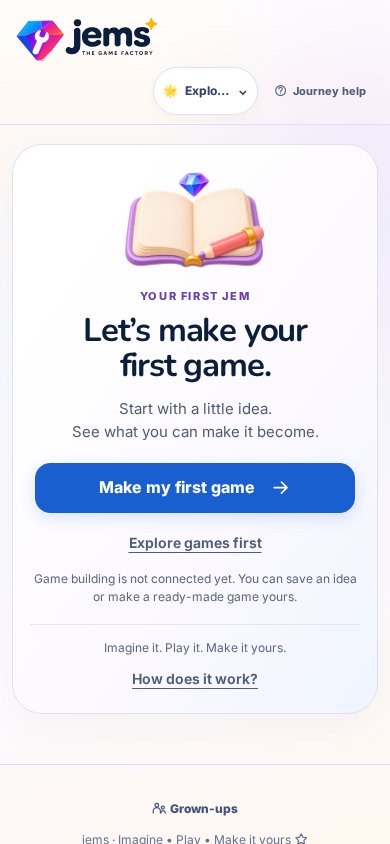 jems
THE GAME FACTORY
Explo...
Journey help
YOUR FIRST JEM
Let’s make your
first game.
Start with a little idea.
See what you can make it become.
Make my first game
Explore games first
Game building is not connected yet. You can save an idea
or make a ready-made game yours.
Imagine it. Play it. Make it yours.
How does it work?
Grown-ups
jems · Imagine • Play • Make it yours